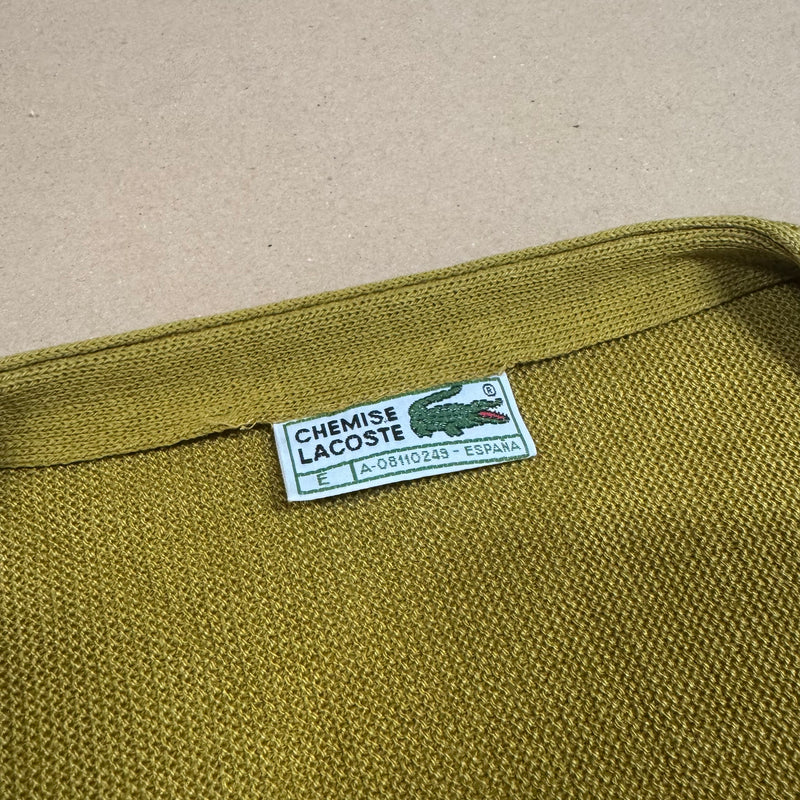 CHEMISE
LACOSTE
®
E
A-08110249 - ESPAÑA